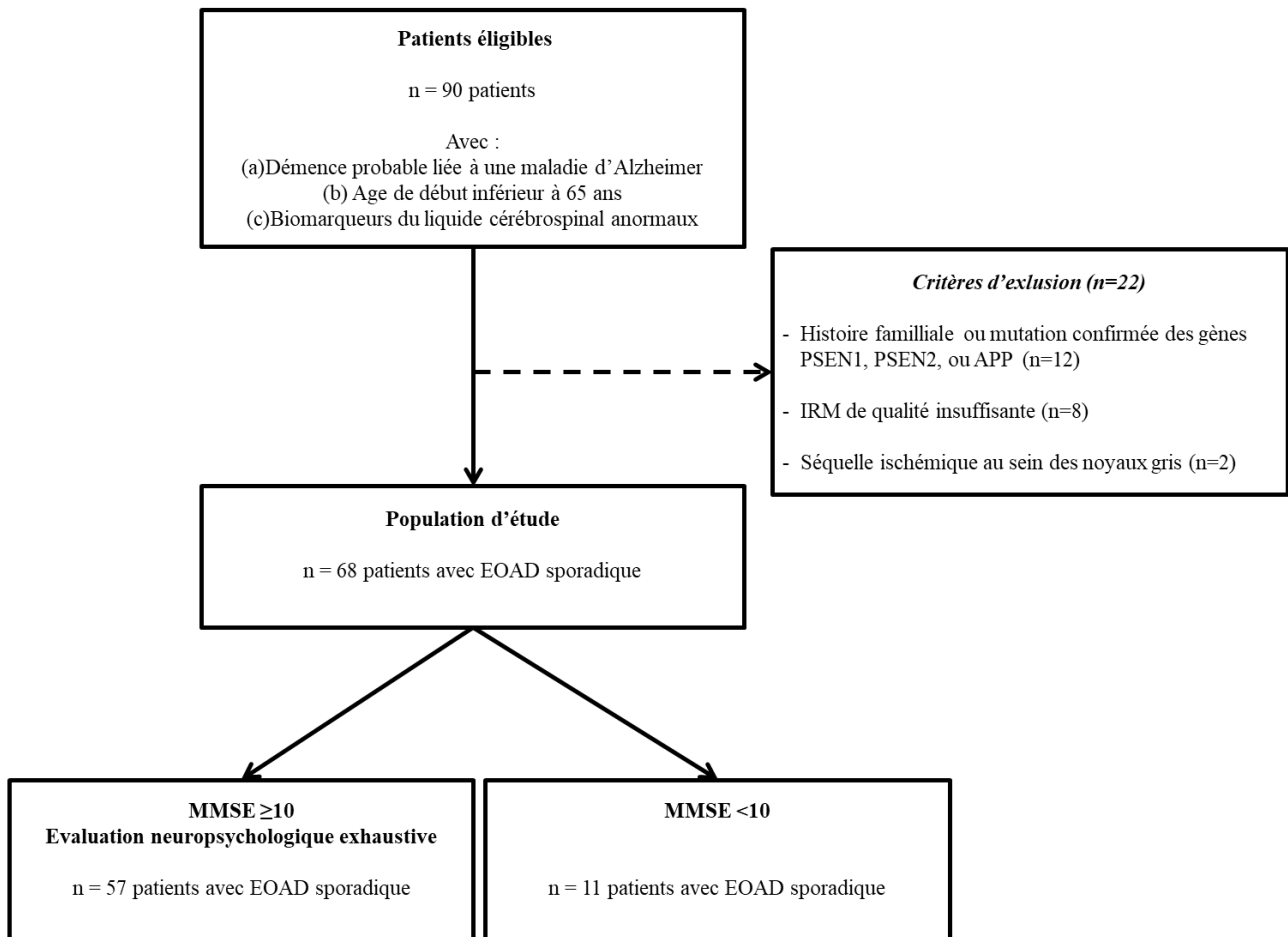 Patients éligibles
n = 90 patients
Avec :
(a)Démence probable liée à une maladie d’Alzheimer
(b) Age de début inférieur à 65 ans
(c)Biomarqueurs du liquide cérébrospinal anormaux
Critères d’exlusion (n=22)
- Histoire familliale ou mutation confirmée des gènes
PSEN1, PSEN2, ou APP (n=12)
- IRM de qualité insuffisante (n=8)
- Séquelle ischémique au sein des noyaux gris (n=2)
Population d’étude
n = 68 patients avec EOAD sporadique
MMSE ≥10
Evaluation neuropsychologique exhaustive
n = 57 patients avec EOAD sporadique
MMSE <10
n = 11 patients avec EOAD sporadique